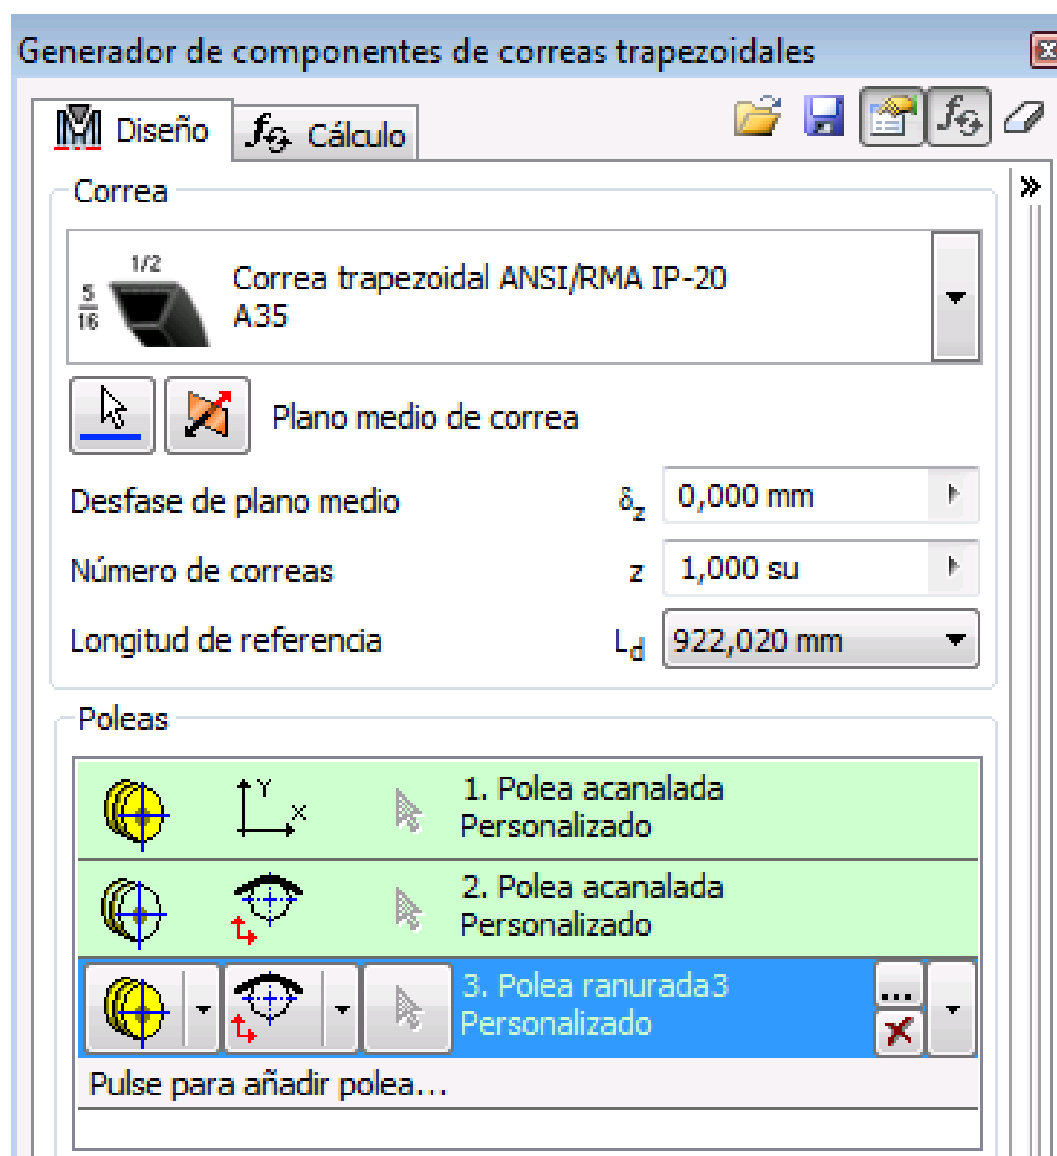 Generador de componentes de correas trapezoidales
Diseño
Cálculo
Correa
1/2
5
16
Correa trapezoidal ANSI/RMA IP-20
A35
Plano medio de correa
Desfase de plano medio δz 0,000 mm
Número de correas z 1,000 su
Longitud de referencia Ld 922,020 mm
Poleas
Y
X
1. Polea acanalada
Personalizado
2. Polea acanalada
Personalizado
3. Polea ranurada3
Personalizado
...
Pulse para añadir polea...